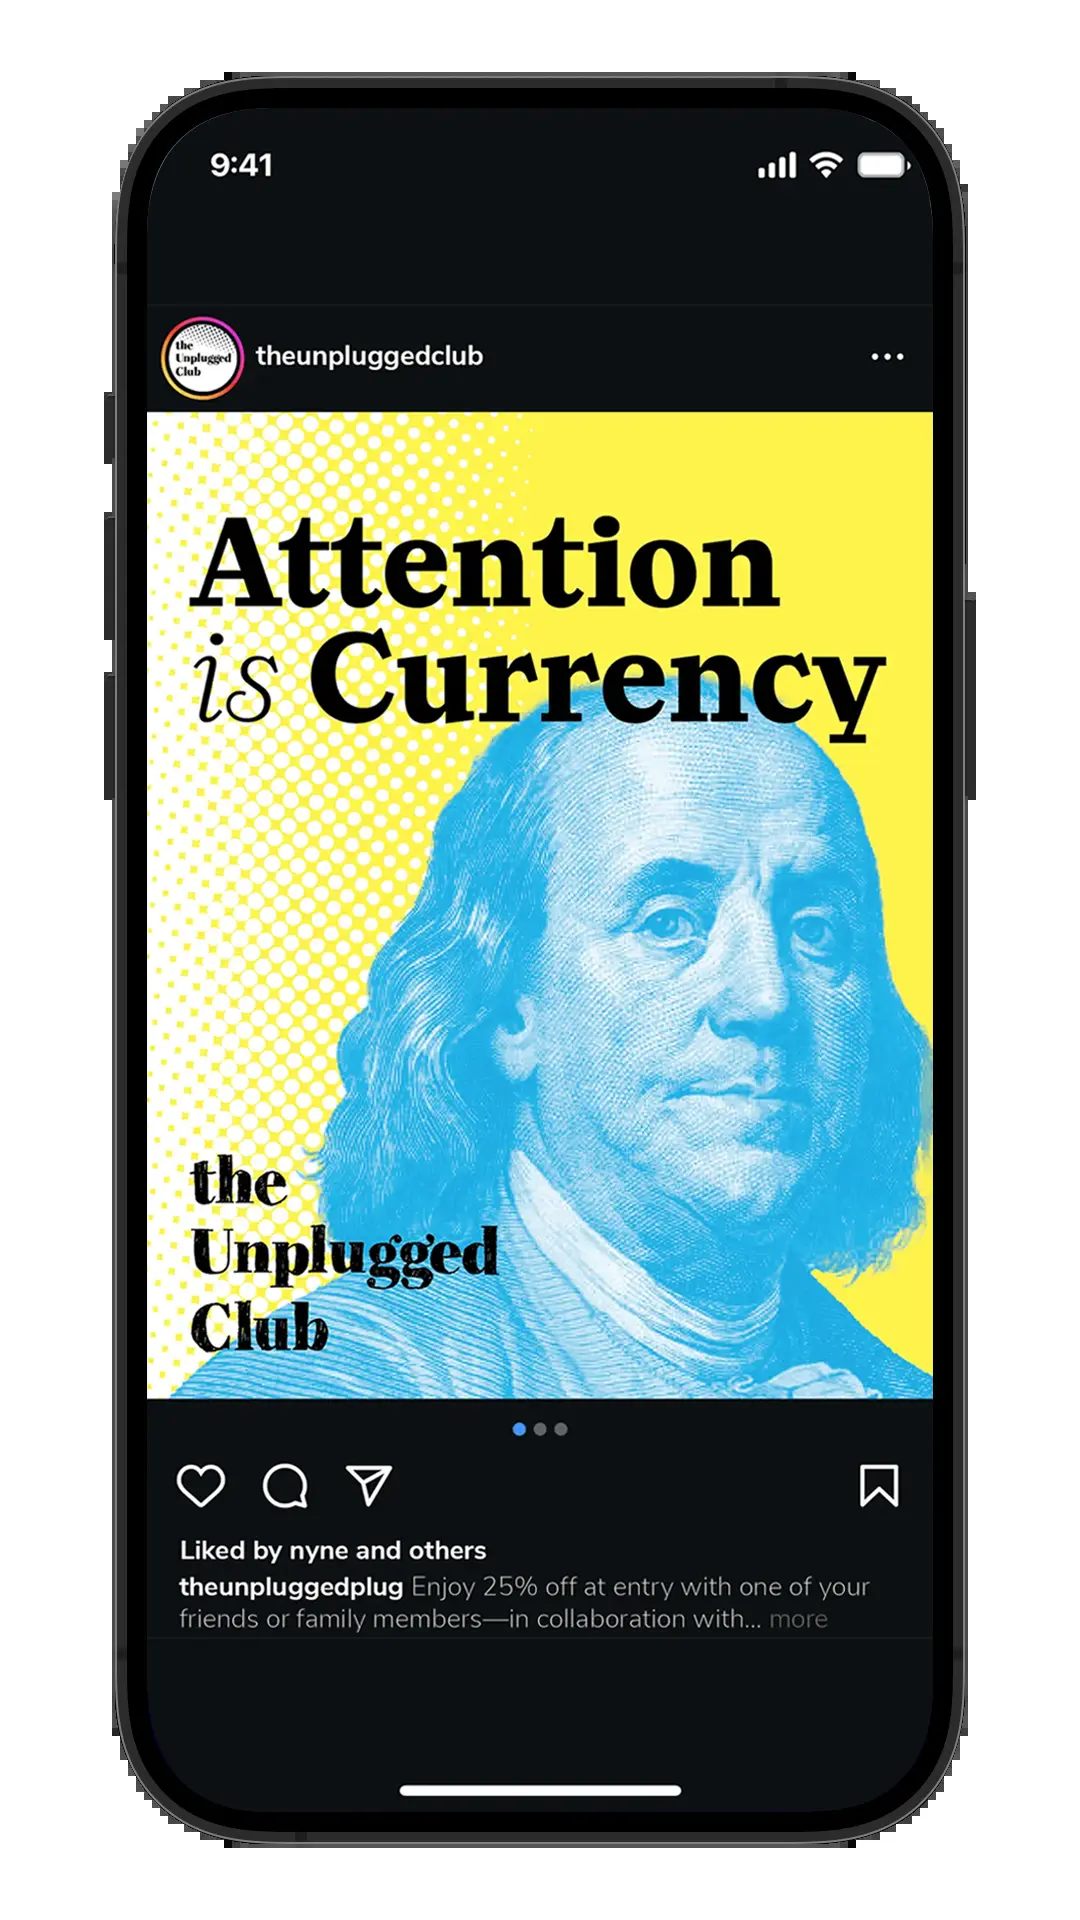 9:41
the
Unplugged
Club
theunpluggedclub
Attention
is Currency
the
Unplugged
Club
Liked by nyne and others
theunpluggedplug Enjoy 25% off at entry with one of your
friends or family members—in collaboration with... more